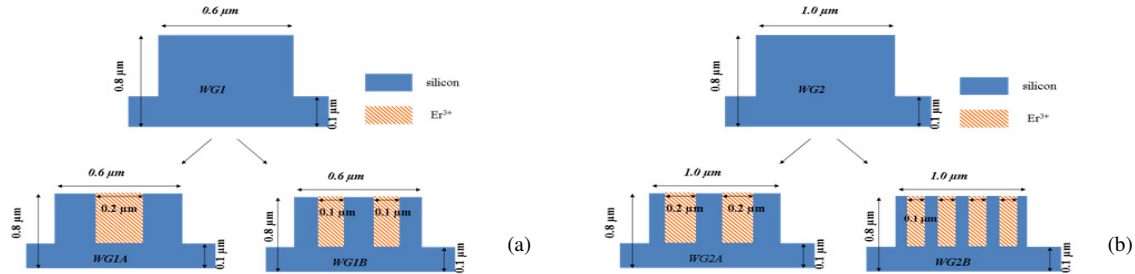 0.6 µm
0.8 µm
WG1
0.1 µm
silicon
Er³⁺
0.6 µm
0.8 µm
0.2 µm
WG1A
0.1 µm
0.6 µm
0.8 µm
0.1 µm
0.1 µm
WG1B
0.1 µm
(a)
1.0 µm
0.8 µm
WG2
0.1 µm
silicon
Er³⁺
1.0 µm
0.8 µm
0.2 µm
0.2 µm
WG2A
0.1 µm
1.0 µm
0.8 µm
0.1 µm
WG2B
0.1 µm
(b)